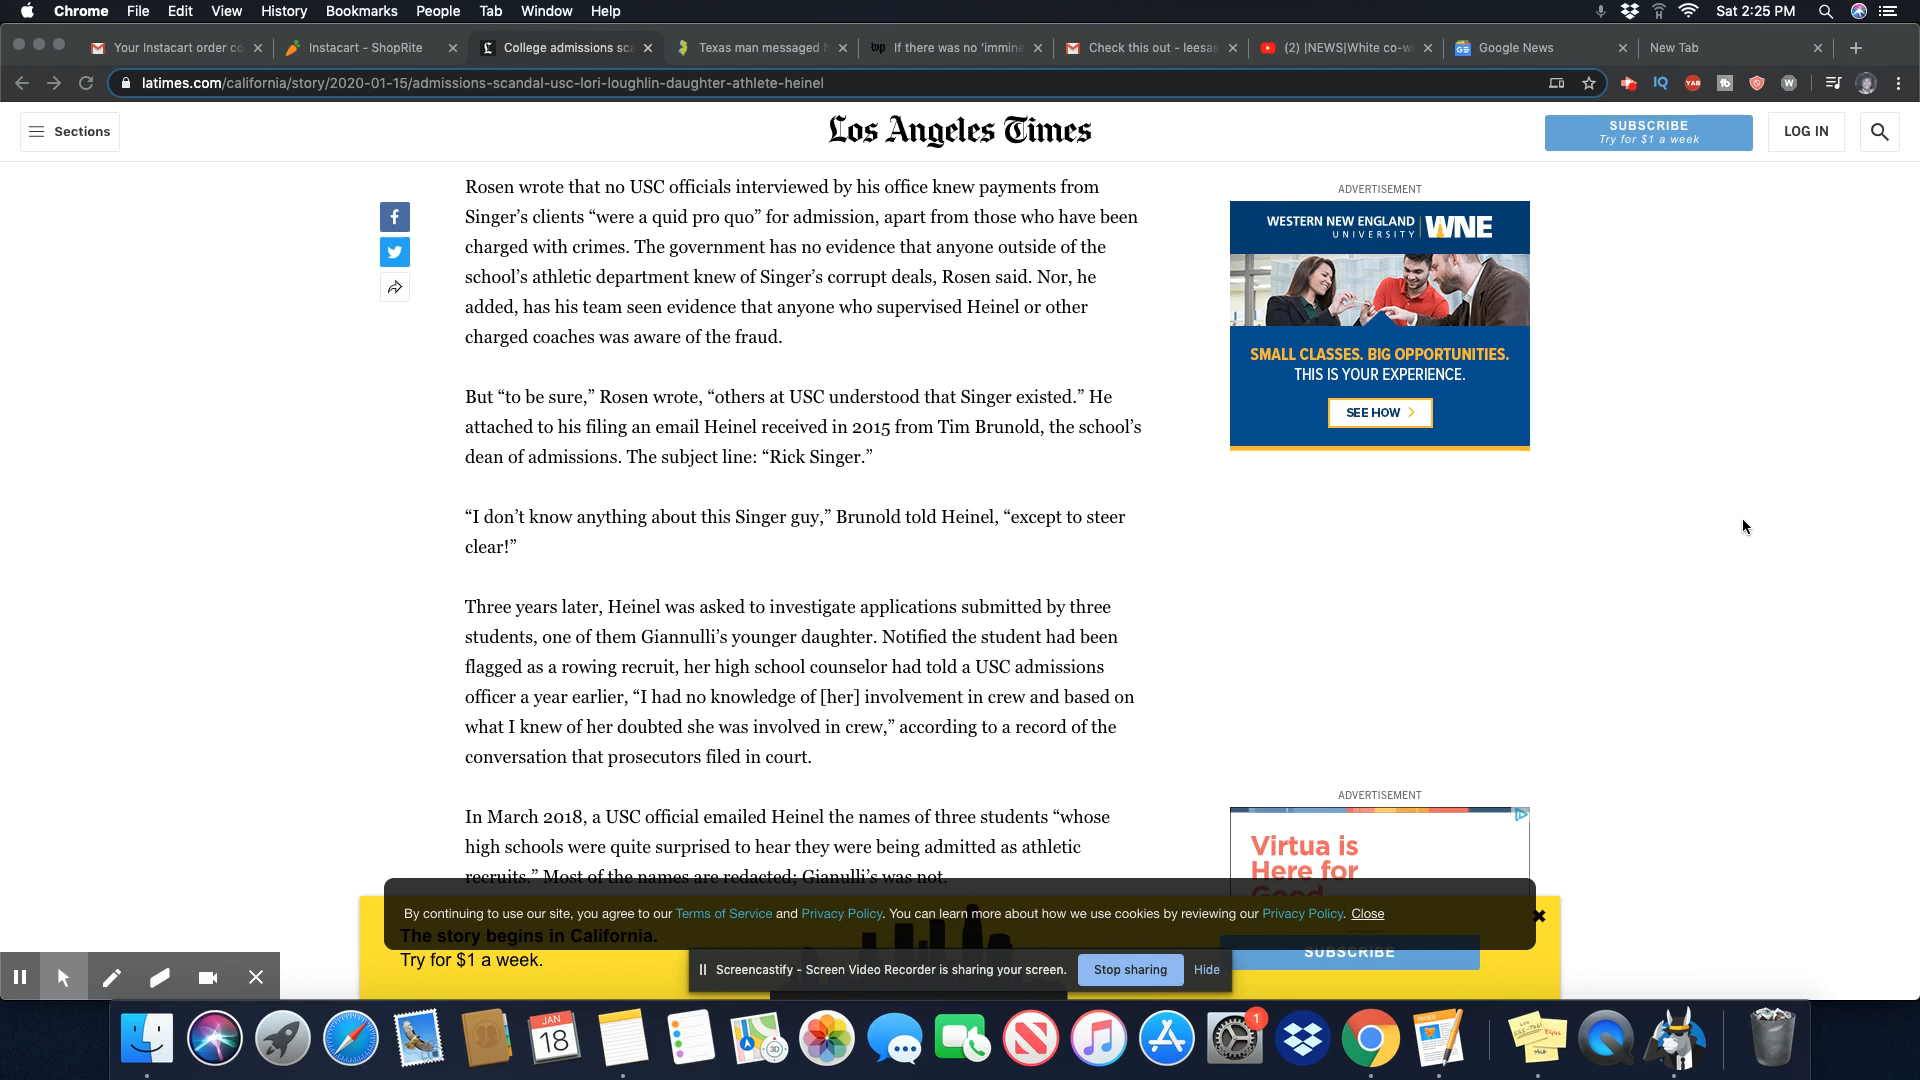 Chrome File Edit View History Bookmarks People Tab Window Help Sat 2:25 PM
Your Instacart order co
Instacart - ShopRite
College admissions sca
Texas man messaged
wp If there was no 'immine
Check this out - leesas
(2) |NEWS|White co-w
Google News
New Tab
latimes.com/california/story/2020-01-15/admissions-scandal-usc-lori-loughlin-daughter-athlete-heinel
IQ YAB tb W
Sections
Los Angeles Times
SUBSCRIBE
Try for $1 a week
LOG IN
Rosen wrote that no USC officials interviewed by his office knew payments from
Singer's clients “were a quid pro quo” for admission, apart from those who have been
charged with crimes. The government has no evidence that anyone outside of the
school's athletic department knew of Singer's corrupt deals, Rosen said. Nor, he
added, has his team seen evidence that anyone who supervised Heinel or other
charged coaches was aware of the fraud.
But “to be sure,” Rosen wrote, “others at USC understood that Singer existed.” He
attached to his filing an email Heinel received in 2015 from Tim Brunold, the school's
dean of admissions. The subject line: “Rick Singer.”
“I don't know anything about this Singer guy,” Brunold told Heinel, “except to steer
clear!”
Three years later, Heinel was asked to investigate applications submitted by three
students, one of them Giannulli's younger daughter. Notified the student had been
flagged as a rowing recruit, her high school counselor had told a USC admissions
officer a year earlier, “I had no knowledge of [her] involvement in crew and based on
what I knew of her doubted she was involved in crew,” according to a record of the
conversation that prosecutors filed in court.
In March 2018, a USC official emailed Heinel the names of three students “whose
high schools were quite surprised to hear they were being admitted as athletic
recruits.” Most of the names are redacted; Gianulli's was not.
ADVERTISEMENT
WESTERN NEW ENGLAND
UNIVERSITY
WNE
SMALL CLASSES. BIG OPPORTUNITIES.
THIS IS YOUR EXPERIENCE.
SEE HOW
ADVERTISEMENT
Virtua is
Here for
Good
By continuing to use our site, you agree to our Terms of Service and Privacy Policy. You can learn more about how we use cookies by reviewing our Privacy Policy. Close
The story begins in California.
Try for $1 a week.
SUBSCRIBE
Screencastify - Screen Video Recorder is sharing your screen.
Stop sharing
Hide
JAN
18
3D
1
PAGES